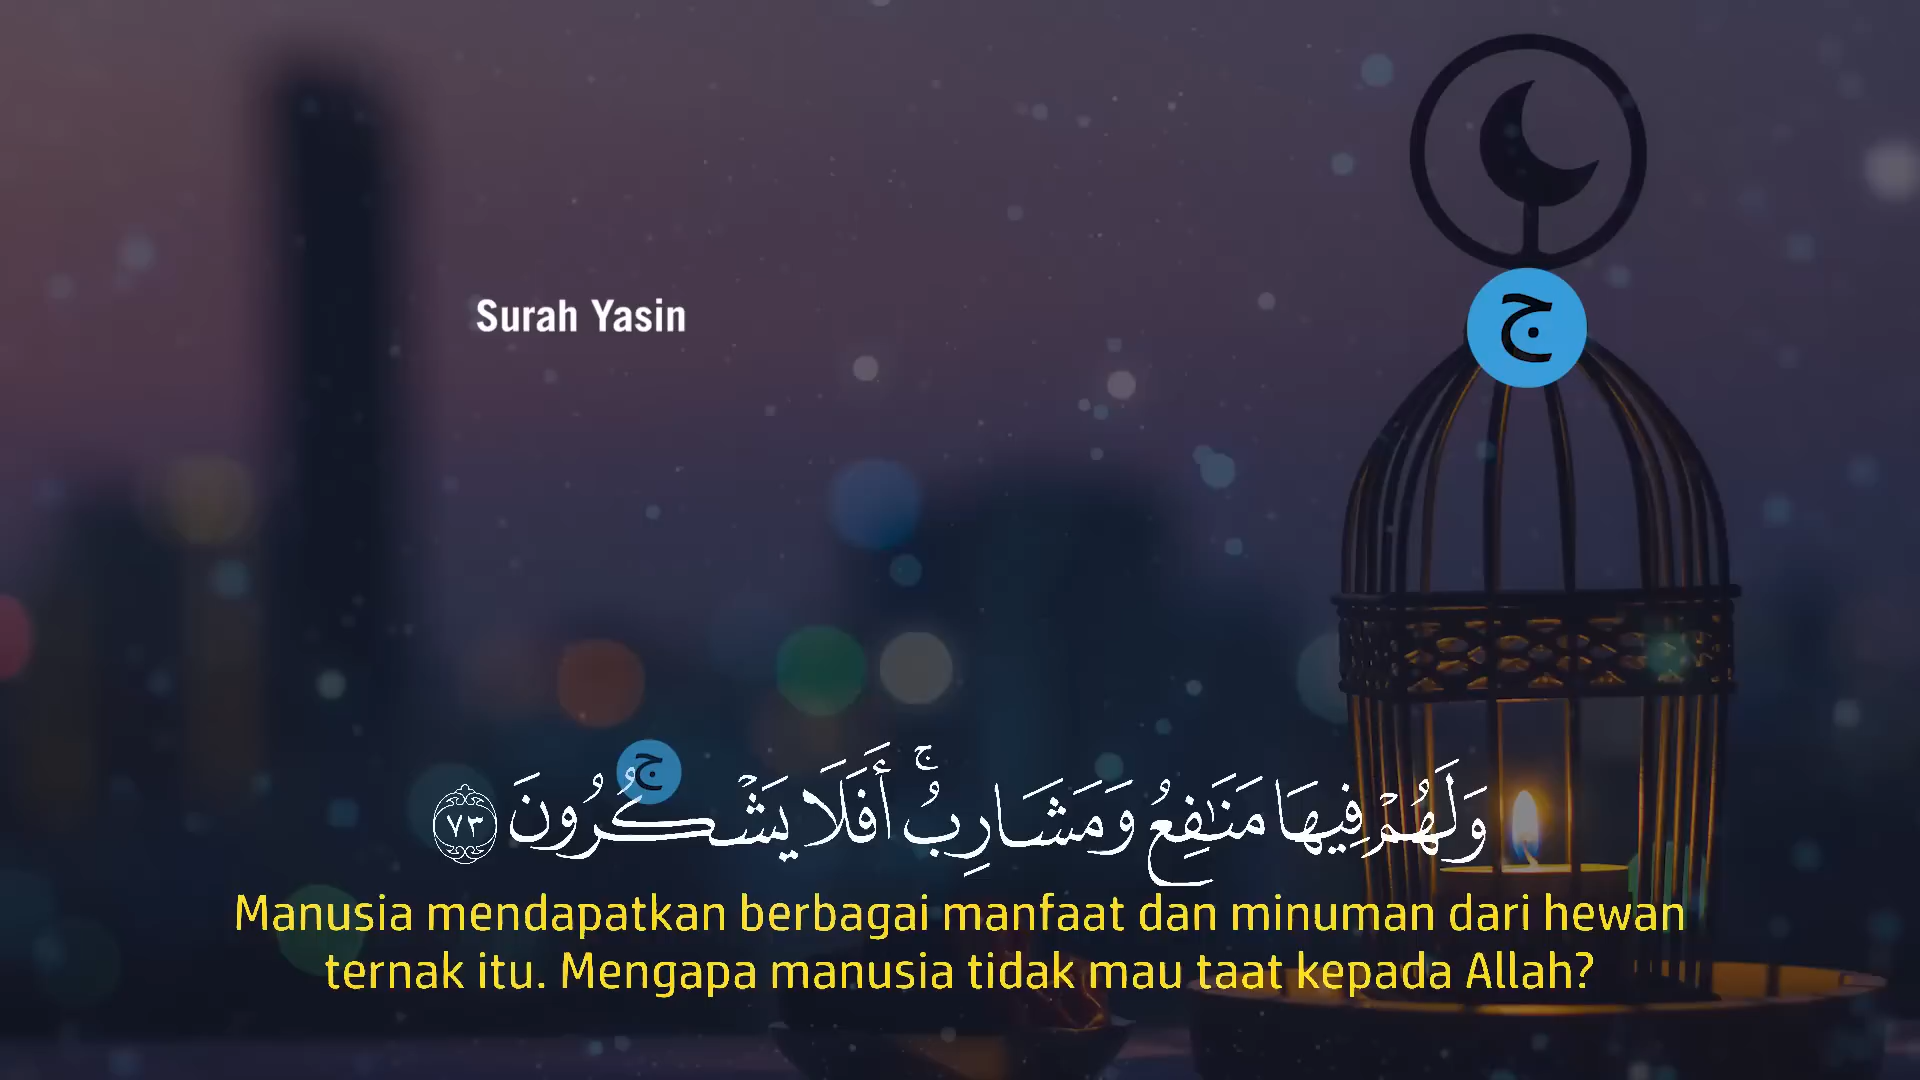 Surah Yasin
ج
ج
وَلَهُمْ فِيهَا مَنَٰفِعُ وَمَشَارِبُ ۚ أَفَلَا يَشْكُرُونَ ٧٣
Manusia mendapatkan berbagai manfaat dan minuman dari hewan
ternak itu. Mengapa manusia tidak mau taat kepada Allah?